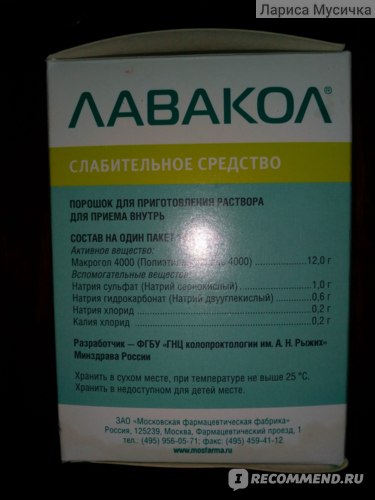 Лариса Мусичка
ЛАВАКОЛ®
СЛАБИТЕЛЬНОЕ СРЕДСТВО
ПОРОШОК ДЛЯ ПРИГОТОВЛЕНИЯ РАСТВОРА
ДЛЯ ПРИЕМА ВНУТРЬ
СОСТАВ НА ОДИН ПАКЕТ
Активное вещество:
Макрогол 4000 4000) 12,0 г
Вспомогательные вещества:
Натрия сульфат (Натрий сернокислый) 1,0 г
Натрия гидрокарбонат (Натрий двууглекислый) 0,6 г
Натрия хлорид 0,2 г
Калия хлорид 0,2 г
Разработчик – ФГБУ «ГНЦ колопроктологии им. А. Н. Рыжих»
Минздрава России
Хранить в сухом месте, при температуре не выше 25 °С.
Хранить в недоступном для детей месте.
ЗАО «Московская фармацевтическая фабрика»
Россия, 125239, Москва, Фармацевтический проезд, 1
тел.: (495) 956-05-71; факс: (495) 459-41-12
www.mosfarma.ru
IRECOMMEND.RU